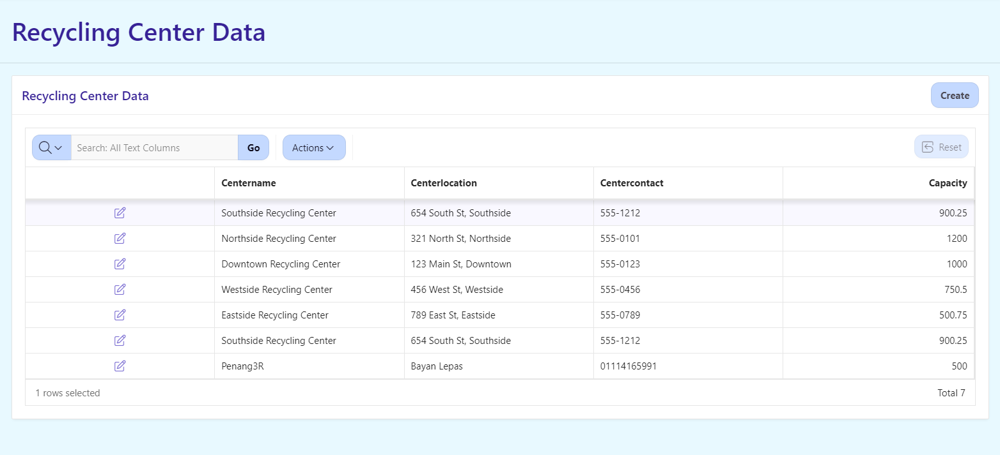 Recycling Center Data
Recycling Center Data Create
Search: All Text Columns Go Actions Reset
Centername Centerlocation Centercontact Capacity
Southside Recycling Center 654 South St, Southside 555-1212 900.25
Northside Recycling Center 321 North St, Northside 555-0101 1200
Downtown Recycling Center 123 Main St, Downtown 555-0123 1000
Westside Recycling Center 456 West St, Westside 555-0456 750.5
Eastside Recycling Center 789 East St, Eastside 555-0789 500.75
Southside Recycling Center 654 South St, Southside 555-1212 900.25
Penang3R Bayan Lepas 01114165991 500
1 rows selected Total 7